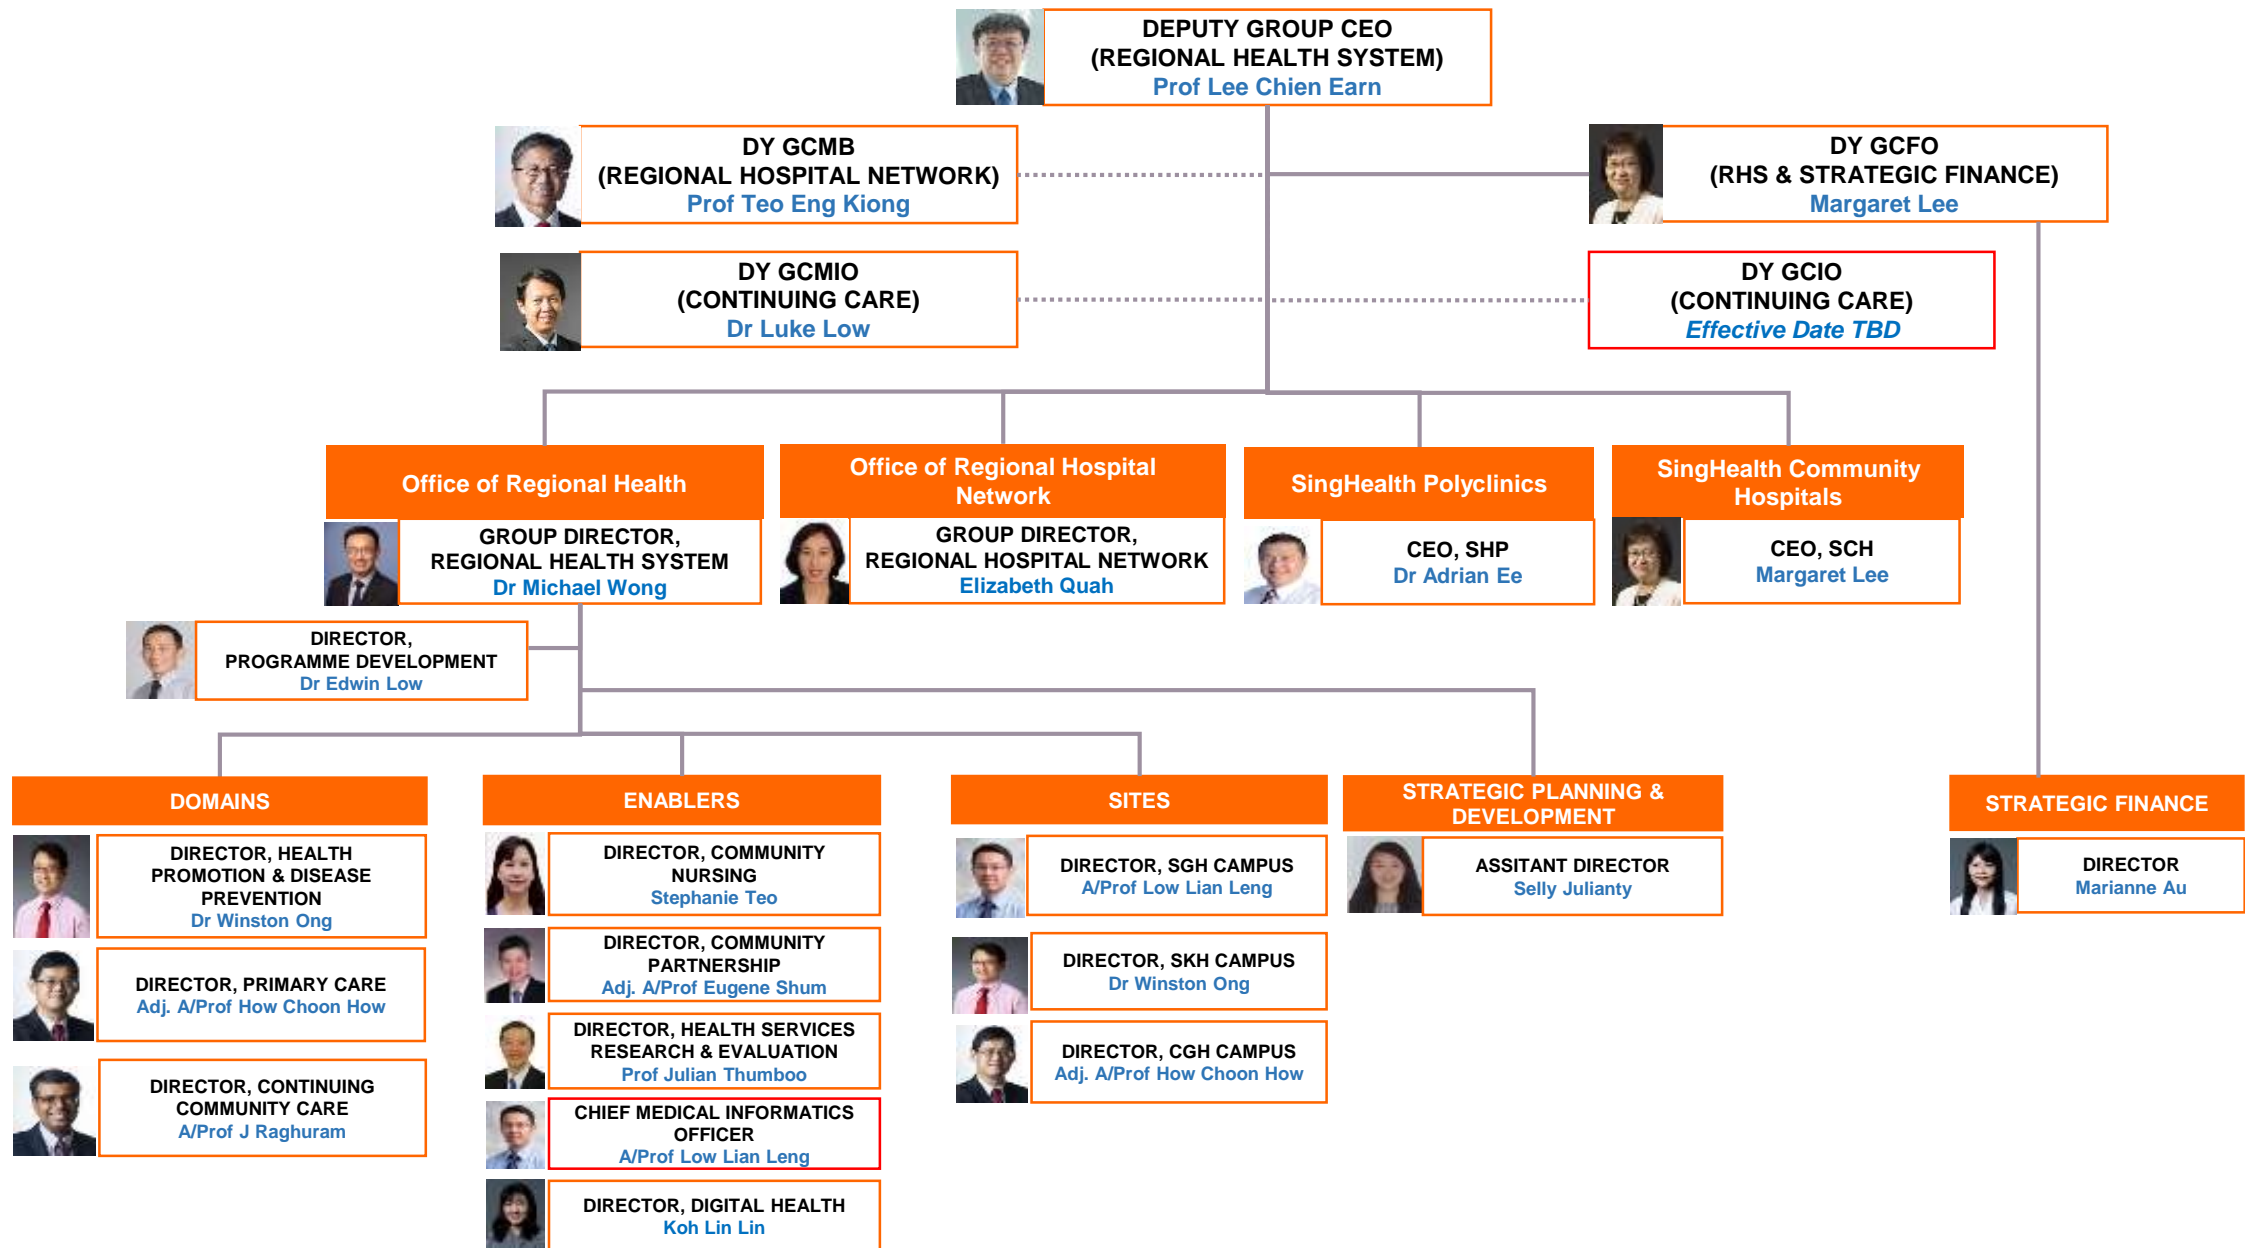 DEPUTY GROUP CEO
(REGIONAL HEALTH SYSTEM)
Prof Lee Chien Earn
DY GCMB
(REGIONAL HOSPITAL NETWORK)
Prof Teo Eng Kiong
DY GCFO
(RHS & STRATEGIC FINANCE)
Margaret Lee
DY GCMIO
(CONTINUING CARE)
Dr Luke Low
DY GCIO
(CONTINUING CARE)
Effective Date TBD
Office of Regional Health
GROUP DIRECTOR,
REGIONAL HEALTH SYSTEM
Dr Michael Wong
Office of Regional Hospital
Network
GROUP DIRECTOR,
REGIONAL HOSPITAL NETWORK
Elizabeth Quah
SingHealth Polyclinics
CEO, SHP
Dr Adrian Ee
SingHealth Community
Hospitals
CEO, SCH
Margaret Lee
DIRECTOR,
PROGRAMME DEVELOPMENT
Dr Edwin Low
DOMAINS
DIRECTOR, HEALTH
PROMOTION & DISEASE
PREVENTION
Dr Winston Ong
DIRECTOR, PRIMARY CARE
Adj. A/Prof How Choon How
DIRECTOR, CONTINUING
COMMUNITY CARE
A/Prof J Raghuram
ENABLERS
DIRECTOR, COMMUNITY
NURSING
Stephanie Teo
DIRECTOR, COMMUNITY
PARTNERSHIP
Adj. A/Prof Eugene Shum
DIRECTOR, HEALTH SERVICES
RESEARCH & EVALUATION
Prof Julian Thumboo
CHIEF MEDICAL INFORMATICS
OFFICER
A/Prof Low Lian Leng
DIRECTOR, DIGITAL HEALTH
Koh Lin Lin
SITES
DIRECTOR, SGH CAMPUS
A/Prof Low Lian Leng
DIRECTOR, SKH CAMPUS
Dr Winston Ong
DIRECTOR, CGH CAMPUS
Adj. A/Prof How Choon How
STRATEGIC PLANNING &
DEVELOPMENT
ASSITANT DIRECTOR
Selly Julianty
STRATEGIC FINANCE
DIRECTOR
Marianne Au